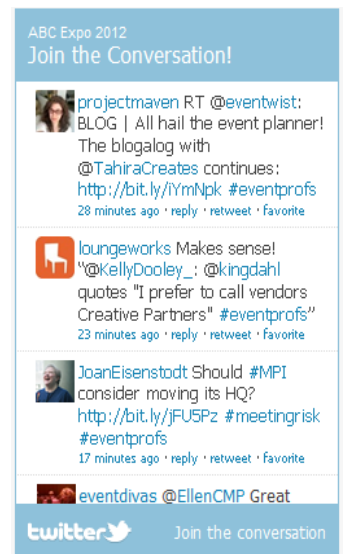 ABC Expo 2012
Join the Conversation!
projectmaven RT @eventwist:
BLOG | All hail the event planner!
The blogalog with
@TahiraCreates continues:
http://bit.ly/iYmNpk #eventprofs
28 minutes ago · reply · retweet · favorite
loungeworks Makes sense!
"@KellyDooley_: @kingdahl
quotes "I prefer to call vendors
Creative Partners" #eventprofs”
23 minutes ago · reply · retweet · favorite
JoanEisenstodt Should #MPI
consider moving its HQ?
http://bit.ly/jFU5Pz #meetingrisk
#eventprofs
17 minutes ago · reply · retweet · favorite
eventdivas @EllenCMP Great
twitter Join the conversation